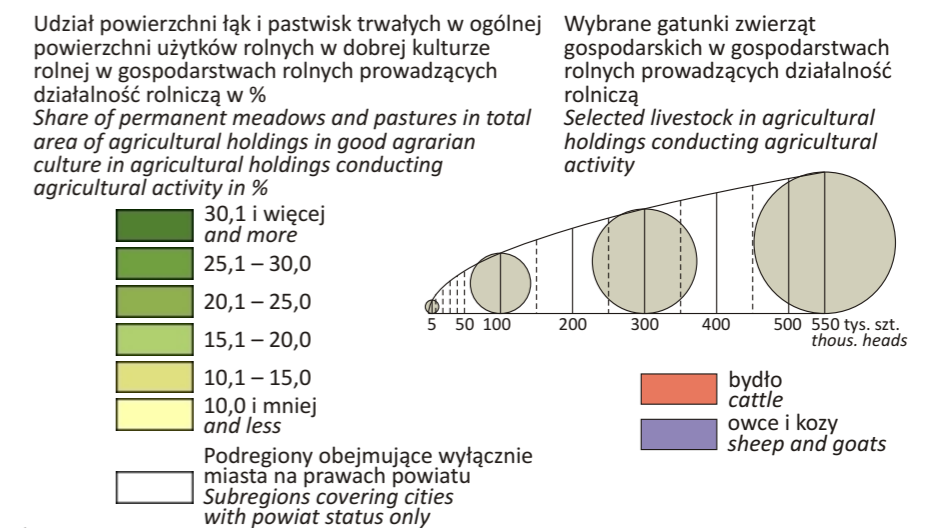 Udział powierzchni łąk i pastwisk trwałych w ogólnej
powierzchni użytków rolnych w dobrej kulturze
rolnej w gospodarstwach rolnych prowadzących
działalność rolniczą w %
Share of permanent meadows and pastures in total
area of agricultural holdings in good agrarian
culture in agricultural holdings conducting
agricultural activity in %
30,1 i więcej
and more
25,1 – 30,0
20,1 – 25,0
15,1 – 20,0
10,1 – 15,0
10,0 i mniej
and less
Podregiony obejmujące wyłącznie
miasta na prawach powiatu
Subregions covering cities
with powiat status only
Wybrane gatunki zwierząt
gospodarskich w gospodarstwach
rolnych prowadzących działalność
rolniczą
Selected livestock in agricultural
holdings conducting agricultural
activity
5 50 100 200 300 400 500 550 tys. szt.
thous. heads
bydło
cattle
owce i kozy
sheep and goats